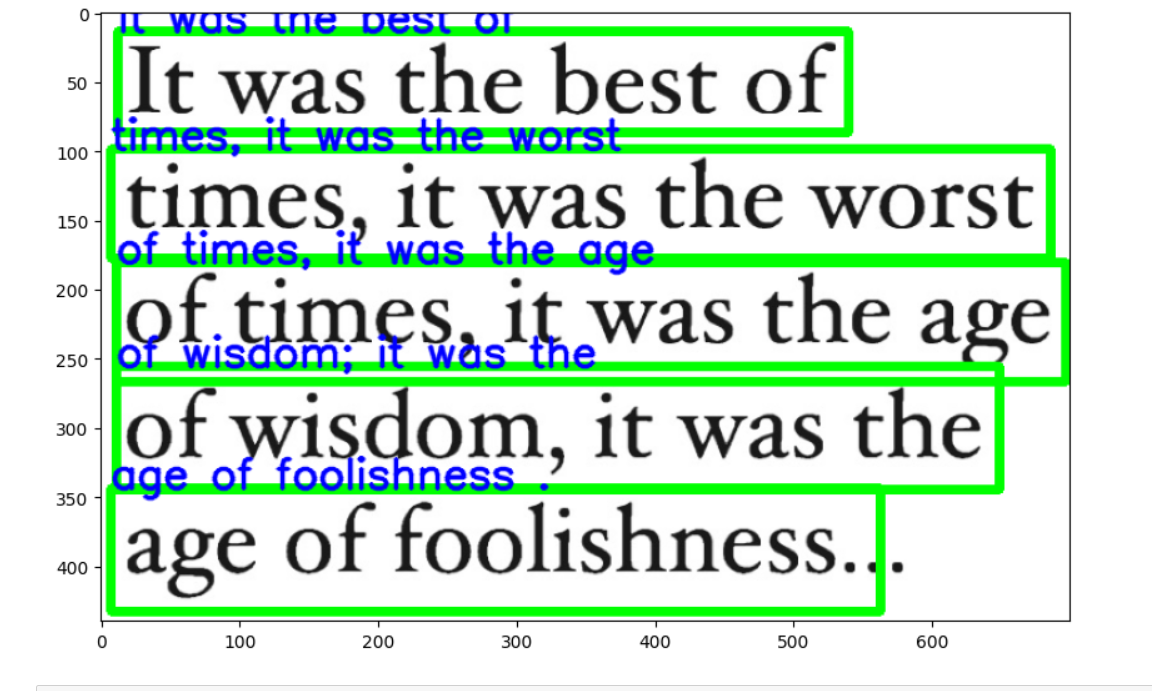 0
It was the best of
50
It was the best of
times, it was the worst
100
times, it was the worst
150
of times, it was the age
200
of times, it was the age
of wisdom; it was the
250
of wisdom, it was the
300
age of foolishness .
350
age of foolishness...
400
0 100 200 300 400 500 600